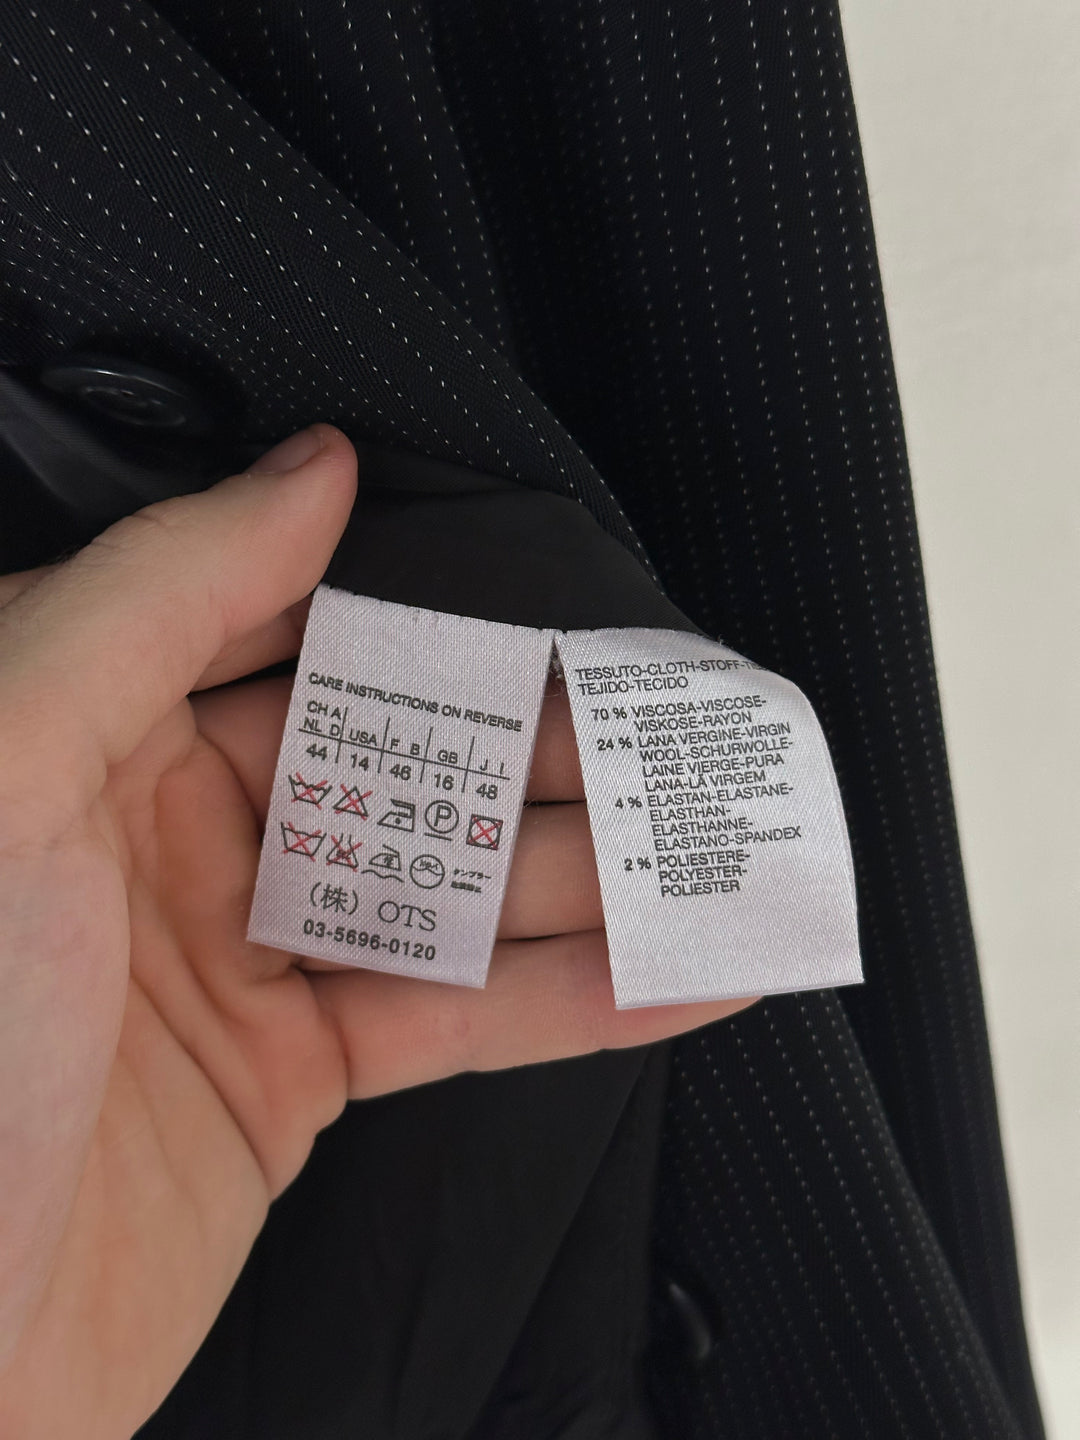 CARE INSTRUCTIONS ON REVERSE
CH A
NL D USA F B GB J I
44 14 46 16 48
P
(株) OTS
03-5696-0120
TESSUTO-CLOTH-STOFF-
TEJIDO-TECIDO
70 % VISCOSA-VISCOSE-
VISKOSE-RAYON
24 % LANA VERGINE-VIRGIN
WOOL-SCHURWOLLE-
LAINE VIERGE-PURA
LANA-LÃ VIRGEM
4 % ELASTAN-ELASTANE-
ELASTHAN-
ELASTHANNE-
ELASTANO-SPANDEX
2 % POLIESTERE-
POLYESTER-
POLIESTER